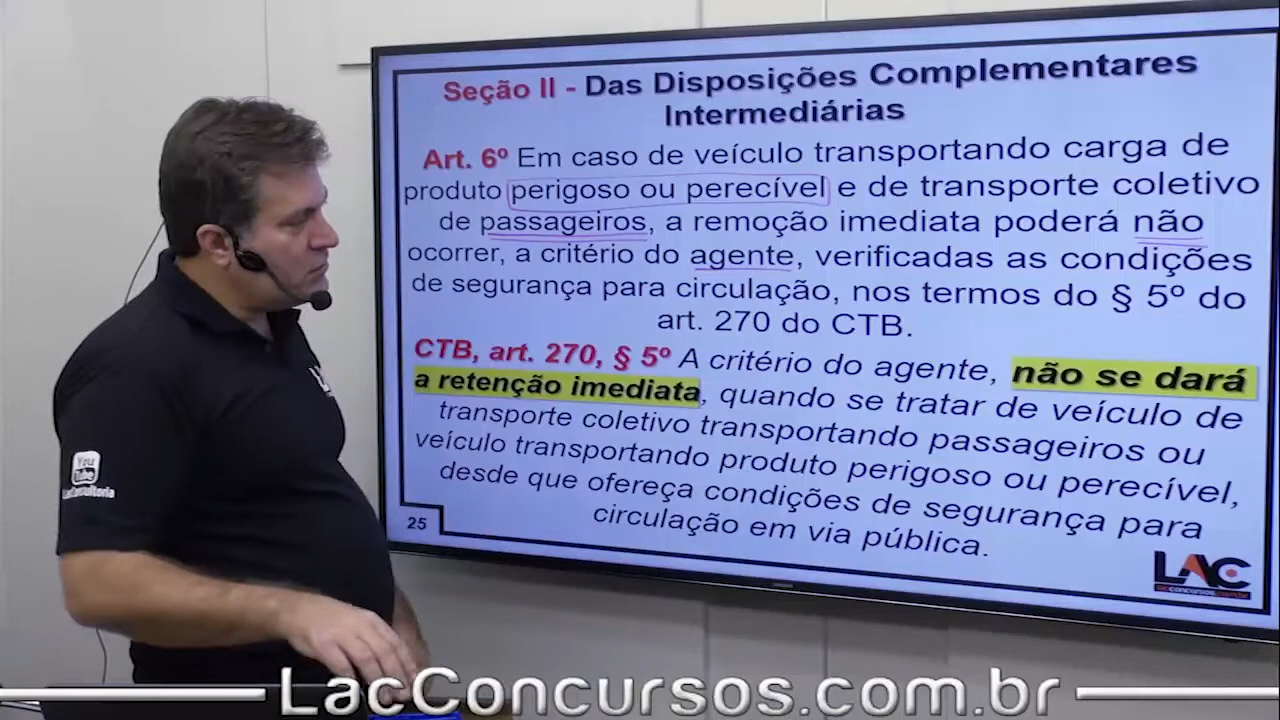 Seção II - Das Disposições Complementares
Intermediárias
Art. 6º Em caso de veículo transportando carga de
produto perigoso ou perecível e de transporte coletivo
de passageiros, a remoção imediata poderá não
ocorrer, a critério do agente, verificadas as condições
de segurança para circulação, nos termos do § 5º do
art. 270 do CTB.
CTB, art. 270, § 5º A critério do agente, não se dará
a retenção imediata, quando se tratar de veículo de
transporte coletivo transportando passageiros ou
veículo transportando produto perigoso ou perecível,
desde que ofereça condições de segurança para
circulação em via pública.
25
LAC
You
Tube
LacConcursos.com.br